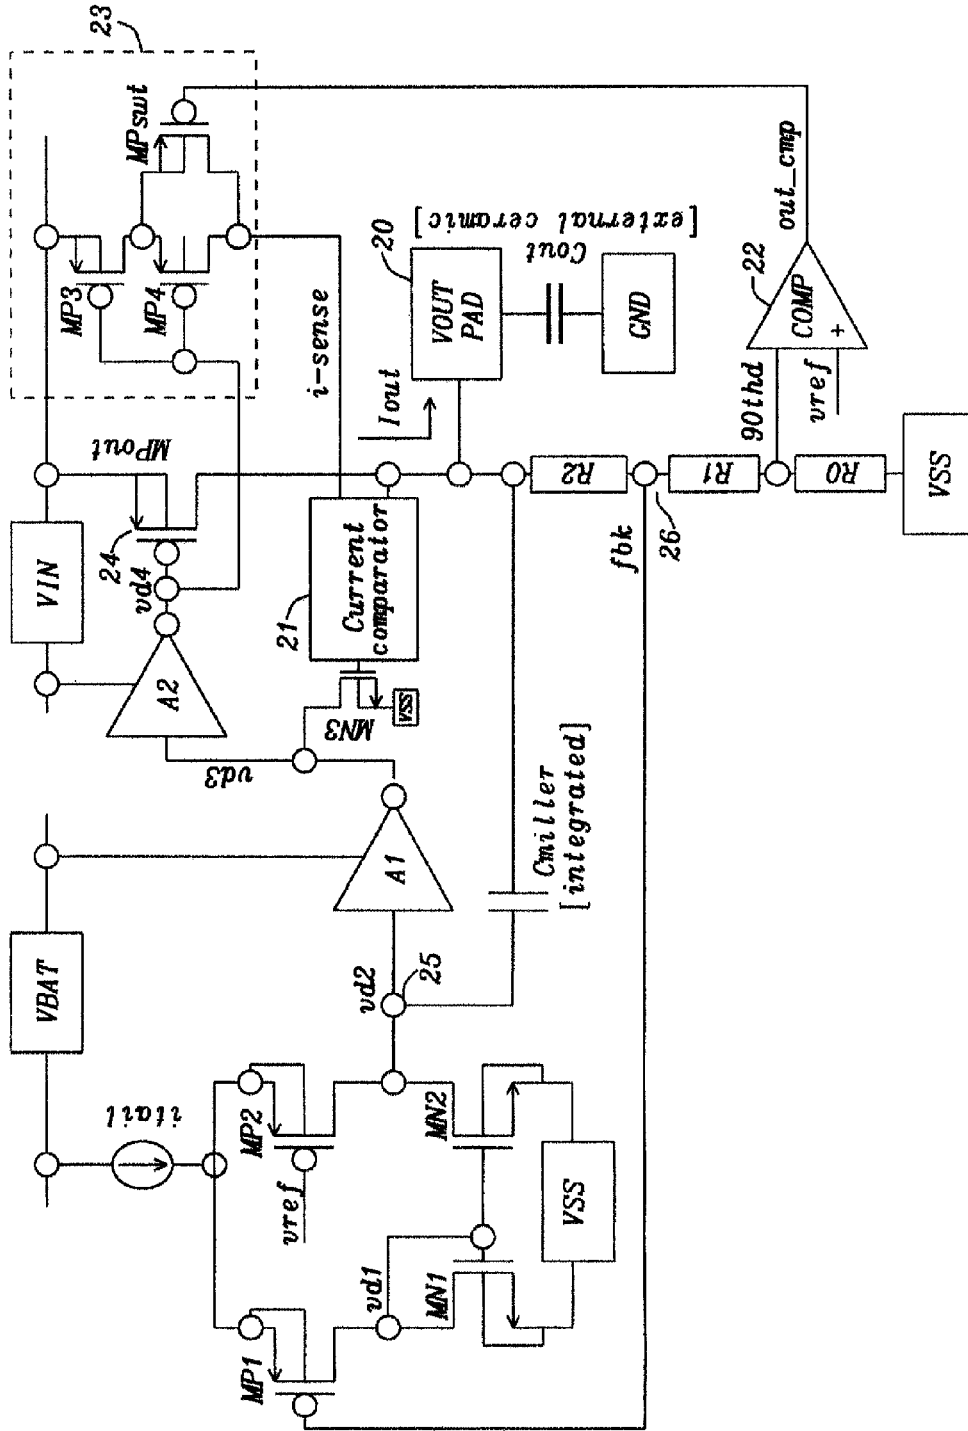 VBAT
VIN
23
itail
MP1
MP2
vref
vd1
MN1
MN2
VSS
vd2
25
A1
Cmiller
[integrated]
vd3
A2
MN3
VSS
vd4
24
MPout
21
Current
comparator
i-sense
MP3
MP4
MPswt
Iout
20
VOUT
PAD
Cout
[external ceramic]
GND
R2
fbk
26
R1
90thd
R0
VSS
vref
+
COMP
22
out_cmp